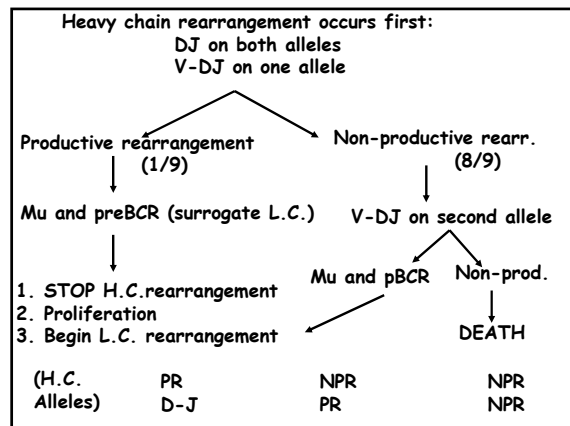 Heavy chain rearrangement occurs first:
DJ on both alleles
V-DJ on one allele
Productive rearrangement
(1/9)
Non-productive rearr.
(8/9)
Mu and preBCR (surrogate L.C.)
V-DJ on second allele
Mu and pBCR
Non-prod.
1. STOP H.C.rearrangement
2. Proliferation
3. Begin L.C. rearrangement
DEATH
(H.C. PR NPR NPR
Alleles) D-J PR NPR